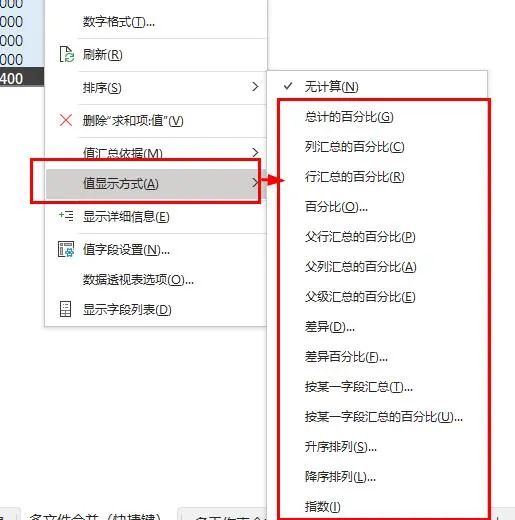 000
000
000
000
400
数字格式(T)...
刷新(R)
排序(S)
删除“求和项:值”(V)
值汇总依据(M)
值显示方式(A)
显示详细信息(E)
值字段设置(N)...
数据透视表选项(O)...
显示字段列表(D)
无计算(N)
总计的百分比(G)
列汇总的百分比(C)
行汇总的百分比(R)
百分比(O)...
父行汇总的百分比(P)
父列汇总的百分比(A)
父级汇总的百分比(E)
差异(D)...
差异百分比(F)...
按某一字段汇总(T)...
按某一字段汇总的百分比(U)...
升序排列(S)...
降序排列(L)...
指数(I)
多文件合并（快捷键）